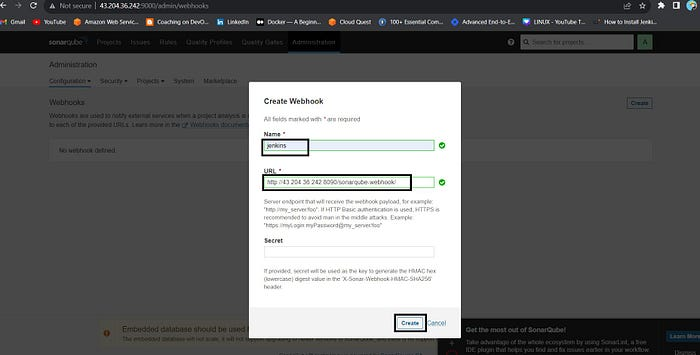 Not secure | 43.204.36.242:9000/admin/webhooks
Gmail YouTube Maps Amazon Web Servic... Coaching on DevOp... LinkedIn Docker — A Beginn... Cloud Quest 100+ Essential Com... Advanced End-to-E... LINUX - YouTube T... How to Install Jenki...
sonarqube Projects Issues Rules Quality Profiles Quality Gates Administration Search for projects... A
Administration
Configuration Security Projects System Marketplace
Webhooks
Create
Webhooks are used to notify external services when a project analysis is
to each of the provided URLs. Learn more in the Webhooks documen
No webhook defined.
Create Webhook
All fields marked with * are required
Name *
jenkins
URL *
http://43.204.36.242:8090/sonarqube-webhook/
Server endpoint that will receive the webhook payload, for example:
"http://my_server/foo". If HTTP Basic authentication is used, HTTPS is
recommended to avoid man in the middle attacks. Example:
"https://myLogin:myPassword@my_server/foo"
Secret
If provided, secret will be used as the key to generate the HMAC hex
(lowercase) digest value in the 'X-Sonar-Webhook-HMAC-SHA256'
header.
Create Cancel
Embedded database should be used f
The embedded database will not scale, it will not support upgrading to newer versions of
Get the most out of SonarQube!
Take advantage of the whole ecosystem by using SonarLint, a free
IDE plugin that helps you find and fix issues earlier in your workflow
Learn More